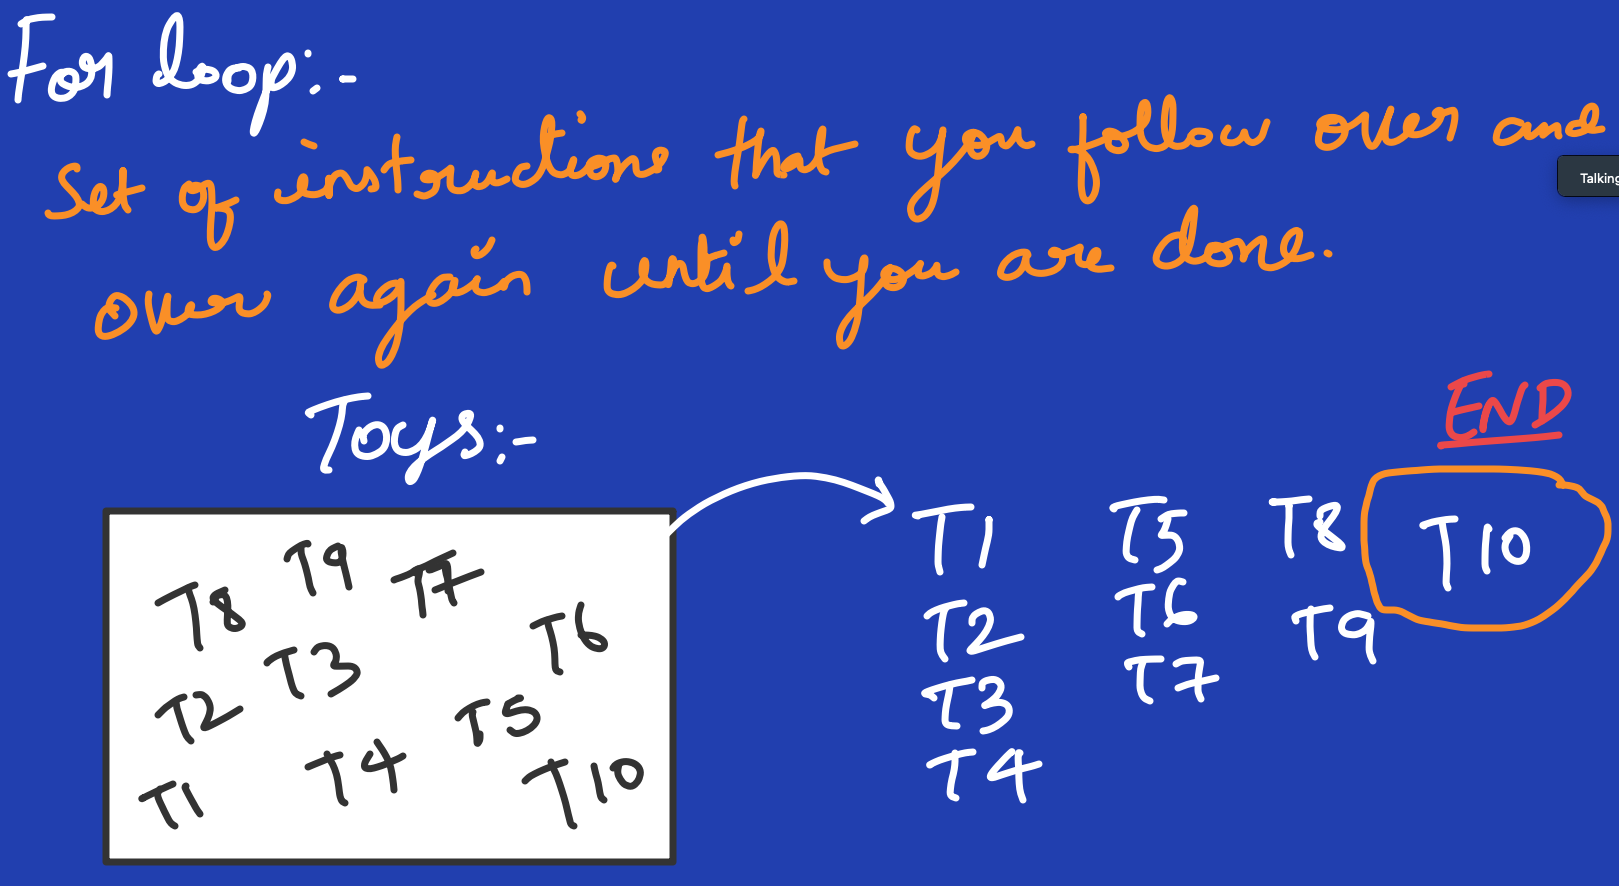 For loop:-
Set of instructions that you follow over and
over again until you are done.
Talking
Toys:-
END
T8 T9 T7
T6
T2 T3
T5
T1 T4 T10
T1 T5 T8 T10
T2 T6 T9
T3 T7
T4